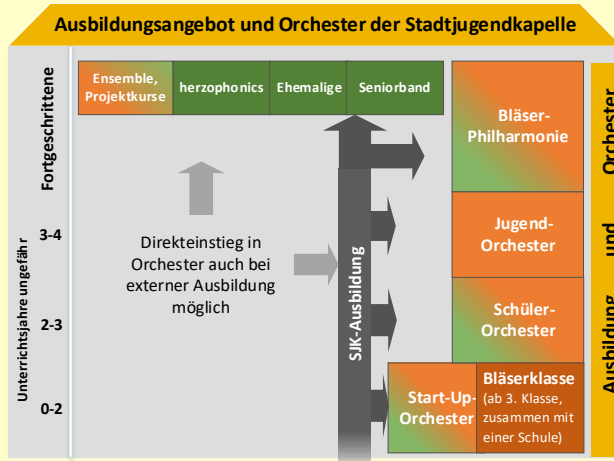 Ausbildungsangebot und Orchester der Stadtjugendkapelle
Fortgeschrittene
Ensemble,
Projektkurse
herzophonics
Ehemalige
Seniorband
Bläser-
Philharmonie
3-4
Jugend-
Orchester
Direkteinstieg in
Orchester auch bei
externer Ausbildung
möglich
Unterrichtsjahre ungefähr
2-3
Schüler-
Orchester
SJK-Ausbildung
0-2
Start-Up-
Orchester
Bläserklasse
(ab 3. Klasse,
zusammen mit
einer Schule)
Ausbildung und Orchester